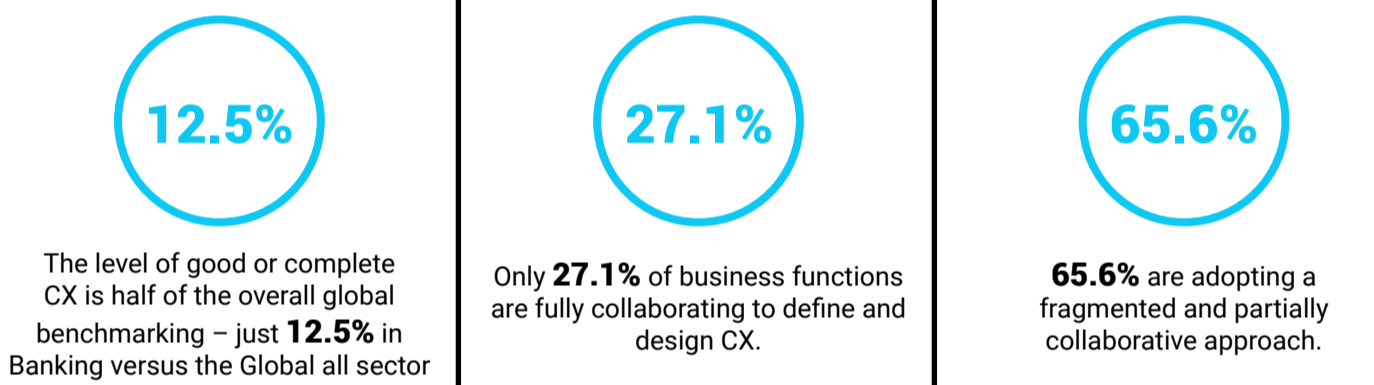 12.5%
The level of good or complete
CX is half of the overall global
benchmarking – just 12.5% in
Banking versus the Global all sector
27.1%
Only 27.1% of business functions
are fully collaborating to define and
design CX.
65.6%
65.6% are adopting a
fragmented and partially
collaborative approach.